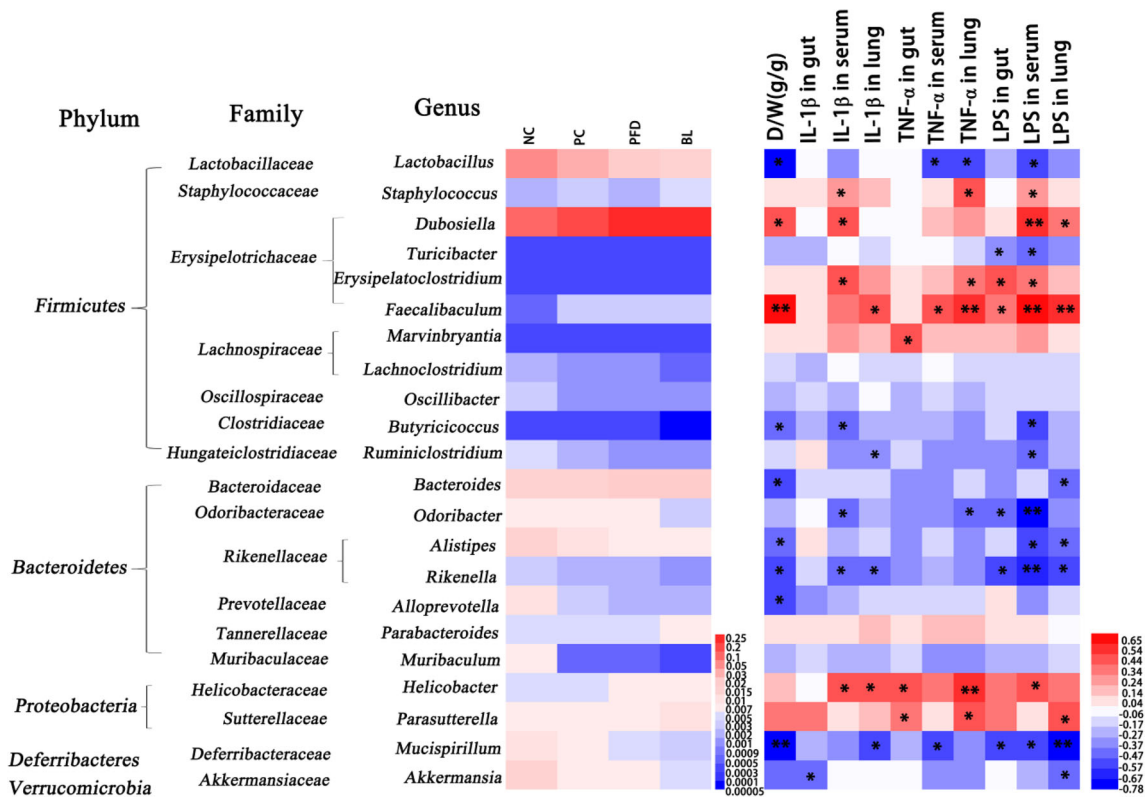 Phylum Family Genus NC PC PFD BL D/W(g/g) IL-1β in gut IL-1β in serum IL-1β in lung TNF-α in gut TNF-α in serum TNF-α in lung LPS in gut LPS in serum LPS in lung
Lactobacillaceae Lactobacillus * * * *
Staphylococcaceae Staphylococcus * * *
Dubosiella * * ** *
Erysipelotrichaceae Turicibacter * *
Erysipelatoclostridium * * * *
Firmicutes Faecalibaculum ** * * ** * ** **
Marvinbryantia *
Lachnospiraceae
Lachnoclostridium
Oscillospiraceae Oscillibacter
Clostridiaceae Butyricicoccus * * *
Hungateiclostridiaceae Ruminiclostridium * *
Bacteroidaceae Bacteroides * *
Odoribacteraceae Odoribacter * * * **
Alistipes * * *
Bacteroidetes Rikenellaceae
Rikenella * * * * ** *
Prevotellaceae Alloprevotella *
Tannerellaceae Parabacteroides
Muribaculaceae Muribaculum
Helicobacteraceae Helicobacter * * * ** *
Proteobacteria
Sutterellaceae Parasutterella * * *
Deferribacteres Deferribacteraceae Mucispirillum ** * * * * **
Verrucomicrobia Akkermansiaceae Akkermansia * *
0.25
0.1
0.05
0.03
0.02
0.015
0.007
0.005
0.003
0.002
0.001
0.0009
0.0005
0.0003
0.0001
0.00005
0.65
0.54
0.44
0.34
0.24
0.14
0.04
-0.06
-0.17
-0.27
-0.37
-0.47
-0.57
-0.67
-0.78